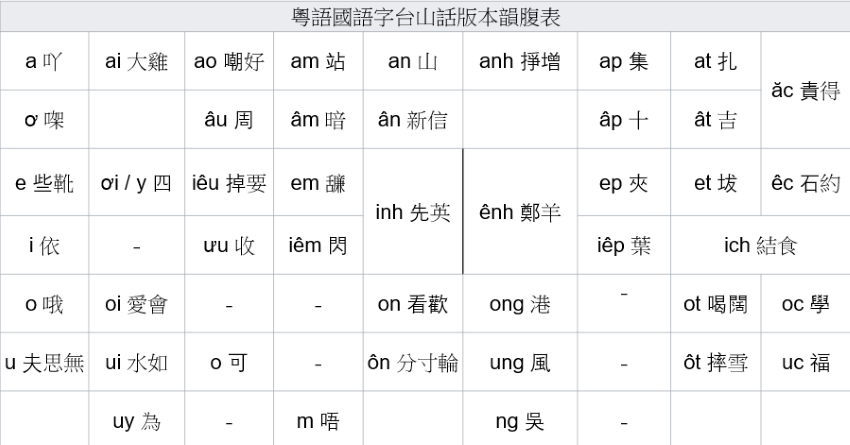 粵語國語字台山話版本韻腹表
a 吖 ai 大雞 ao 嘲好 am 站 an 山 anh 掙增 ap 集 at 扎 ăc 責得
ơ 㗎 âu 周 âm 暗 ân 新信 âp 十 ât 吉
e 些靴 ơi / y 四 iêu 掉要 em 䶢 inh 先英 ênh 鄭羊 ep 夾 et 坺 êc 石約
i 依 - ưu 收 iêm 閃 iêp 葉 ich 結食
o 哦 oi 愛會 - - on 看歡 ong 港 - ot 喝闊 oc 學
u 夫思無 ui 水如 o 可 - ôn 分寸輪 ung 風 - ôt 摔雪 uc 福
uy 為 - m 唔 ng 吳 -